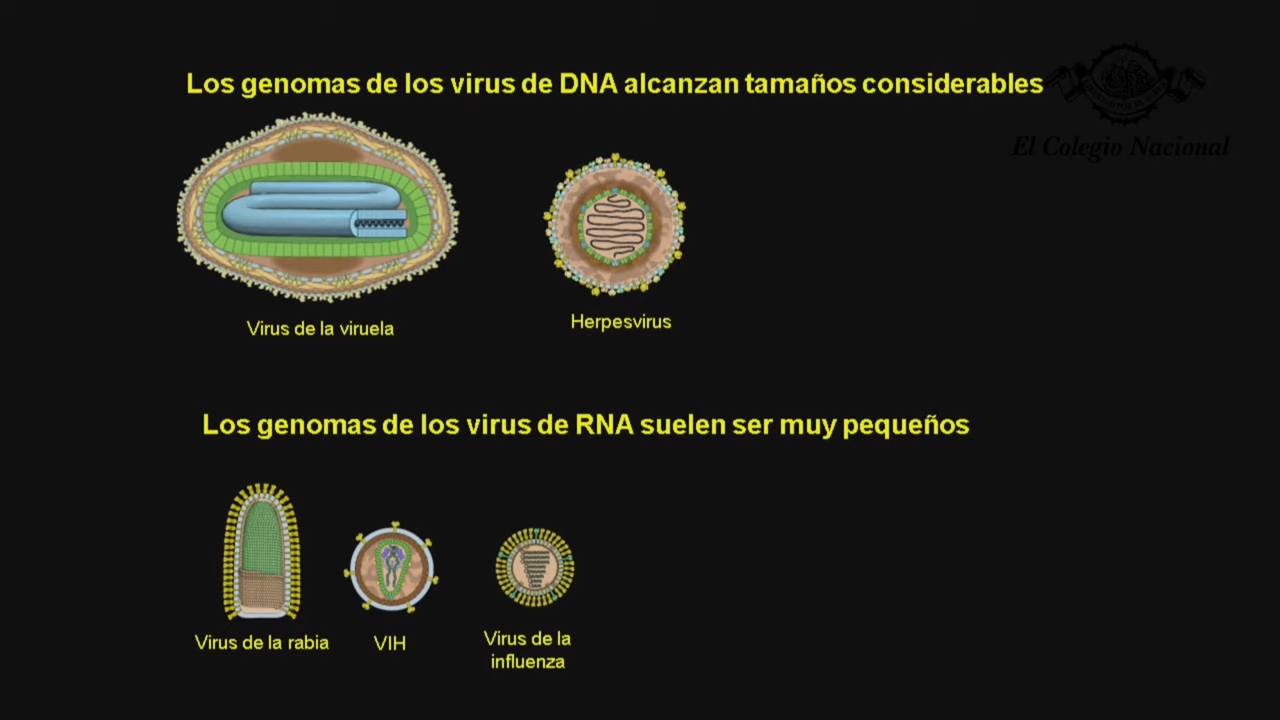 Los genomas de los virus de DNA alcanzan tamaños considerables
El Colegio Nacional
Virus de la viruela
Herpesvirus
Los genomas de los virus de RNA suelen ser muy pequeños
Virus de la rabia
VIH
Virus de la
influenza